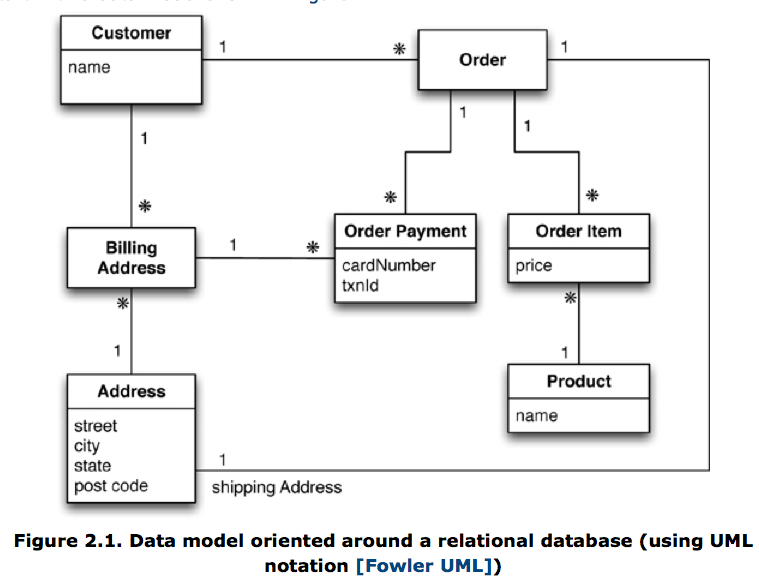 Customer
name
1
*
Order
1
1
*
1
*
1
*
Billing
Address
1
*
Order Payment
cardNumber
txnId
Order Item
price
*
1
*
1
Product
name
Address
street
city
state
post code
1
shipping Address
Figure 2.1. Data model oriented around a relational database (using UML
notation [Fowler UML])